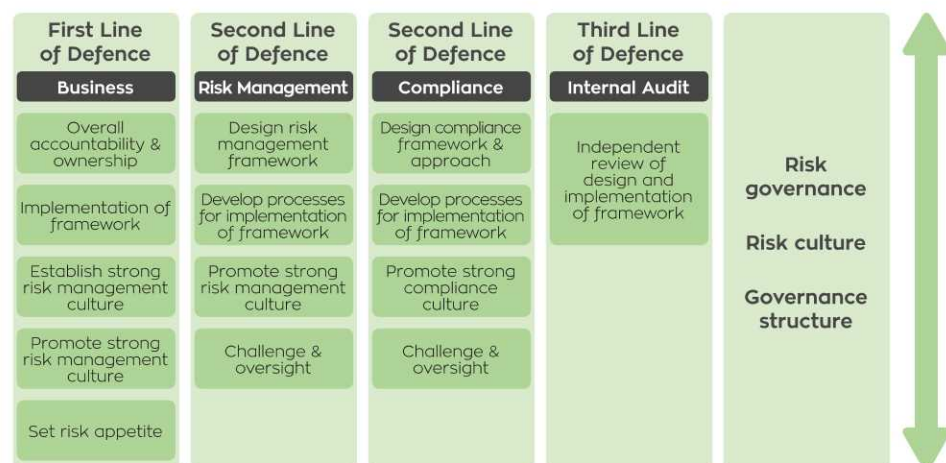 First Line
of Defence
Business
Overall
accountability &
ownership
Implementation of
framework
Establish strong
risk management
culture
Promote strong
risk management
culture
Set risk appetite
Second Line
of Defence
Risk Management
Design risk
management
framework
Develop processes
for implementation
of framework
Promote strong
risk management
culture
Challenge &
oversight
Second Line
of Defence
Compliance
Design compliance
framework &
approach
Develop processes
for implementation
of framework
Promote strong
compliance
culture
Challenge &
oversight
Third Line
of Defence
Internal Audit
Independent
review of
design and
implementation
of framework
Risk
governance
Risk culture
Governance
structure